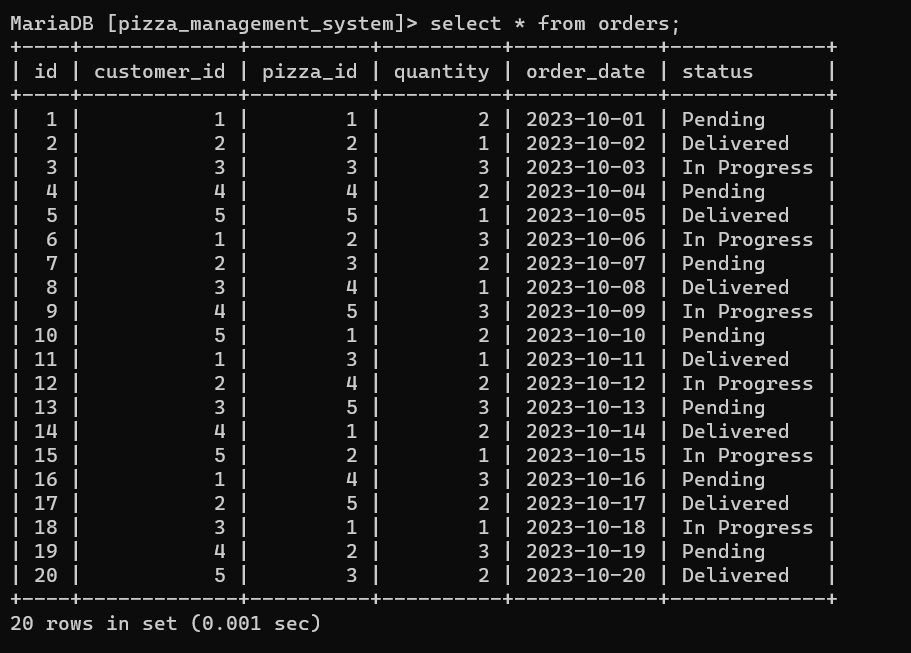 MariaDB [pizza_management_system]> select * from orders;
+----+-------------+----------+----------+------------+-------------+
| id | customer_id | pizza_id | quantity | order_date | status      |
+----+-------------+----------+----------+------------+-------------+
|  1 |           1 |        1 |        2 | 2023-10-01 | Pending     |
|  2 |           2 |        2 |        1 | 2023-10-02 | Delivered   |
|  3 |           3 |        3 |        3 | 2023-10-03 | In Progress |
|  4 |           4 |        4 |        2 | 2023-10-04 | Pending     |
|  5 |           5 |        5 |        1 | 2023-10-05 | Delivered   |
|  6 |           1 |        2 |        3 | 2023-10-06 | In Progress |
|  7 |           2 |        3 |        2 | 2023-10-07 | Pending     |
|  8 |           3 |        4 |        1 | 2023-10-08 | Delivered   |
|  9 |           4 |        5 |        3 | 2023-10-09 | In Progress |
| 10 |           5 |        1 |        2 | 2023-10-10 | Pending     |
| 11 |           1 |        3 |        1 | 2023-10-11 | Delivered   |
| 12 |           2 |        4 |        2 | 2023-10-12 | In Progress |
| 13 |           3 |        5 |        3 | 2023-10-13 | Pending     |
| 14 |           4 |        1 |        2 | 2023-10-14 | Delivered   |
| 15 |           5 |        2 |        1 | 2023-10-15 | In Progress |
| 16 |           1 |        4 |        3 | 2023-10-16 | Pending     |
| 17 |           2 |        5 |        2 | 2023-10-17 | Delivered   |
| 18 |           3 |        1 |        1 | 2023-10-18 | In Progress |
| 19 |           4 |        2 |        3 | 2023-10-19 | Pending     |
| 20 |           5 |        3 |        2 | 2023-10-20 | Delivered   |
+----+-------------+----------+----------+------------+-------------+
20 rows in set (0.001 sec)